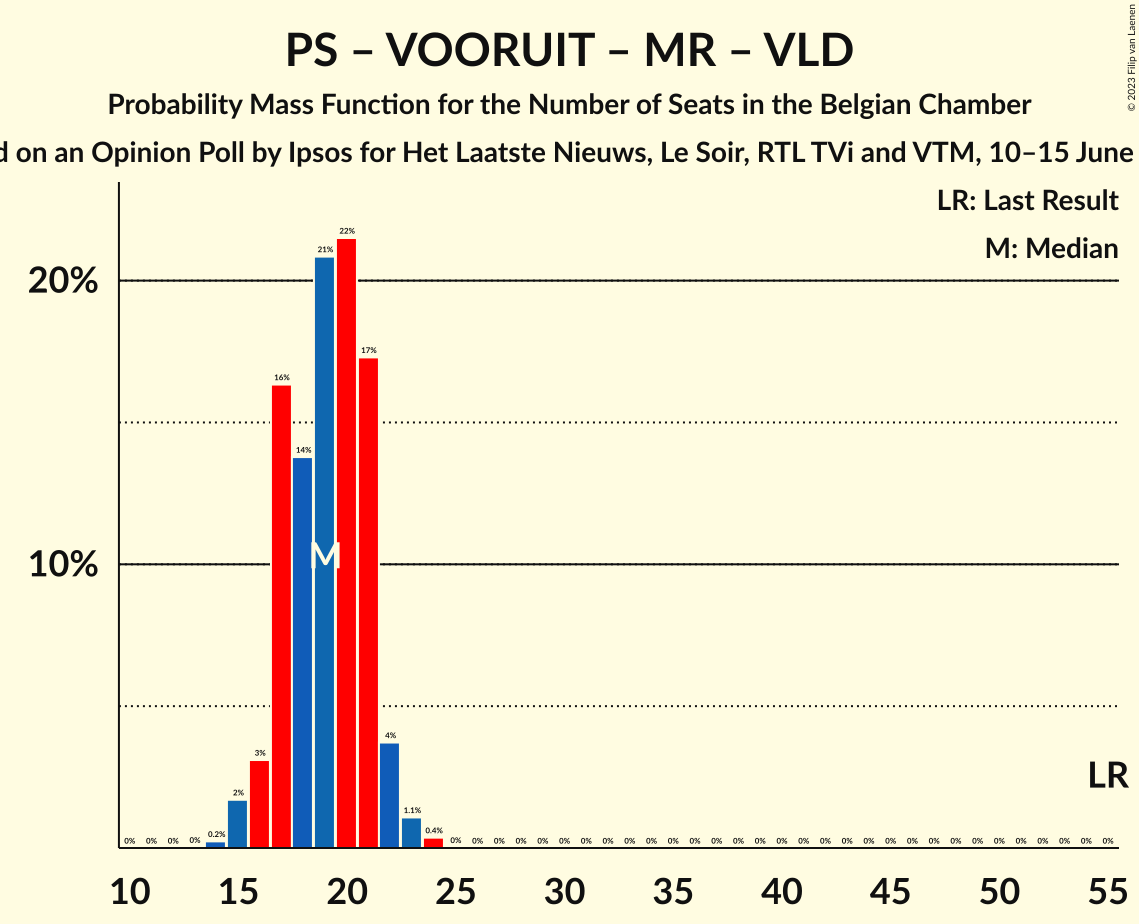 PS – VOORUIT – MR – VLD
Probability Mass Function for the Number of Seats in the Belgian Chamber
on an Opinion Poll by Ipsos for Het Laatste Nieuws, Le Soir, RTL TVi and VTM, 10–15 June
© 2023 Filip van Laenen
LR: Last Result
M: Median
22%
21%
20%
17%
16%
14%
M
10%
4%
3%
LR
2%
1.1%
0.2% 0.4%
0% 0% 0% 0% 0% 0% 0% 0% 0% 0% 0% 0% 0% 0% 0% 0% 0% 0% 0% 0% 0% 0% 0% 0% 0% 0% 0% 0% 0% 0% 0% 0% 0% 0% 0%
10 15 20 25 30 35 40 45 50 55